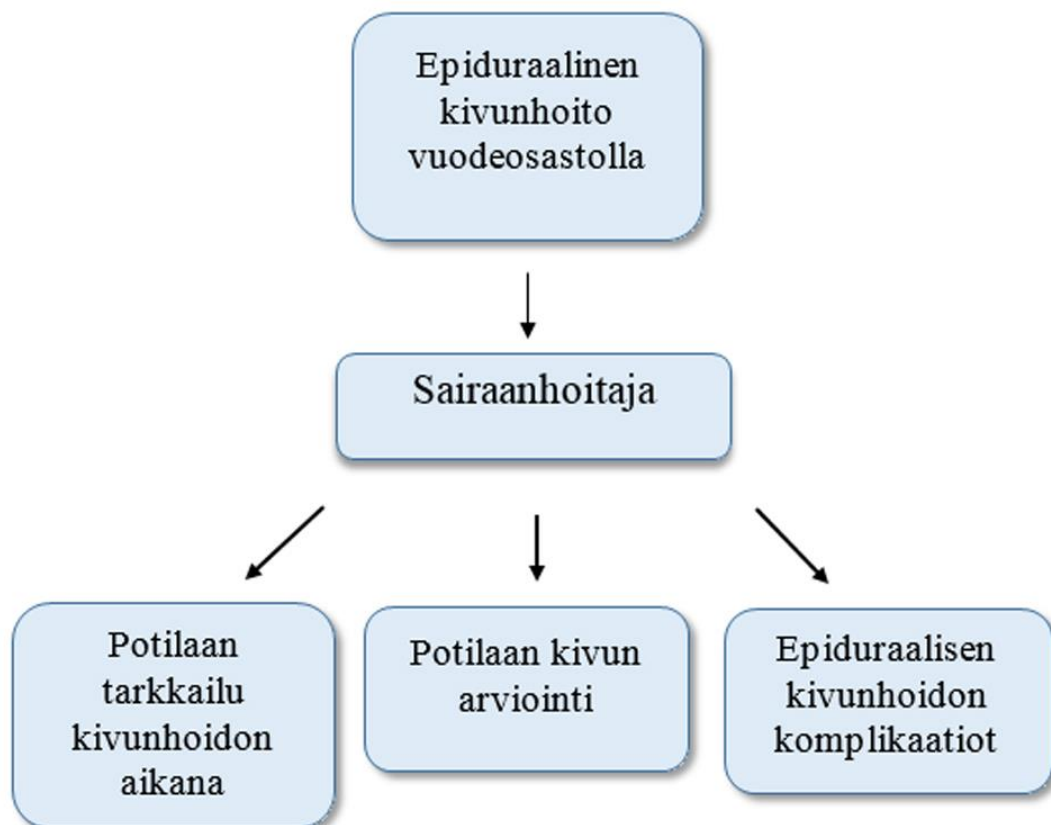 Epiduraalinen
kivunhoito
vuodeosastolla
Sairaanhoitaja
Potilaan
tarkkailu
kivunhoidon
aikana
Potilaan kivun
arviointi
Epiduraalisen
kivunhoidon
komplikaatiot